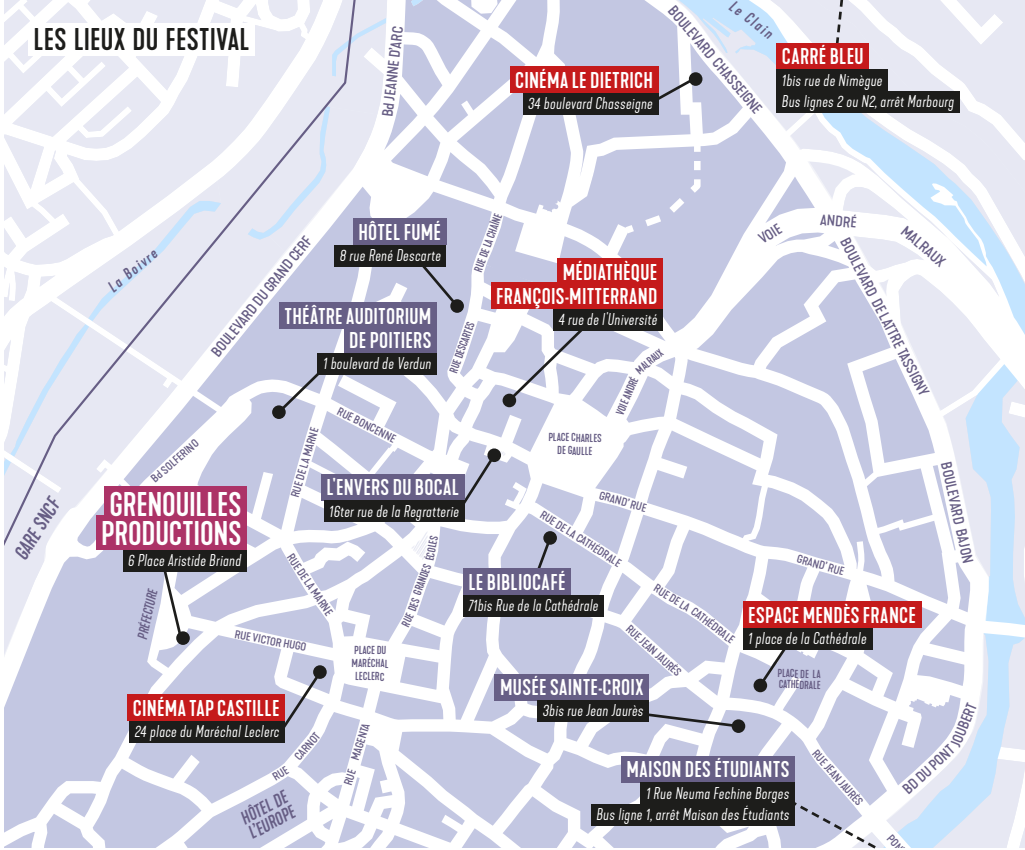 LES LIEUX DU FESTIVAL
Bd JEANNE D'ARC
BOULEVARD CHASSEIGNE
Le Clain
CARRÉ BLEU
1bis rue de Nimègue
Bus lignes 2 ou N2, arrêt Marbourg
CINÉMA LE DIETRICH
34 boulevard Chasseigne
La Boivre
BOULEVARD DU GRAND CERF
HÔTEL FUMÉ
8 rue René Descarte
RUE DE LA CHAÎNE
VOIE
ANDRÉ
MALRAUX
BOULEVARD DE LATTRE TASSIGNY
MÉDIATHÈQUE
FRANÇOIS-MITTERRAND
4 rue de l'Université
THÉÂTRE AUDITORIUM
DE POITIERS
1 boulevard de Verdun
RUE DESCARTES
VOIE ANDRÉ MALRAUX
RUE BONCENNE
PLACE CHARLES
DE GAULLE
Bd SOLFERINO
RUE DE LA MARNE
L'ENVERS DU BOCAL
16ter rue de la Regratterie
GRAND'RUE
BOULEVARD BAJON
GARE SNCF
GRENOUILLES
PRODUCTIONS
6 Place Aristide Briand
RUE DE LA CATHÉDRALE
GRAND'RUE
RUE DE LA MARNE
RUE DES GRANDES ÉCOLES
LE BIBLIOCAFÉ
71bis Rue de la Cathédrale
RUE DE LA CATHÉDRALE
PRÉFECTURE
RUE VICTOR HUGO
RUE JEAN JAURÈS
ESPACE MENDÈS FRANCE
1 place de la Cathédrale
PLACE DU
MARÉCHAL
LECLERC
PLACE DE LA
CATHÉDRALE
MUSÉE SAINTE-CROIX
3bis rue Jean Jaurès
CINÉMA TAP CASTILLE
24 place du Maréchal Leclerc
RUE CARNOT
RUE MAGENTA
RUE JEAN JAURÈS
BD DU PONT JOUBERT
MAISON DES ÉTUDIANTS
1 Rue Neuma Fechine Borges
Bus ligne 1, arrêt Maison des Étudiants
HÔTEL DE
L'EUROPE